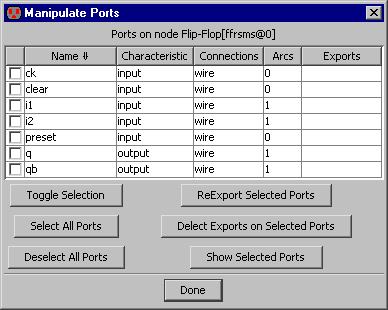 Manipulate Ports
Ports on node Flip-Flop[ffrsms@0]
Name ⇓ Characteristic Connections Arcs Exports
ck input wire 0
clear input wire 0
i1 input wire 1
i2 input wire 1
preset input wire 0
q output wire 1
qb output wire 1
Toggle Selection ReExport Selected Ports
Select All Ports Delect Exports on Selected Ports
Deselect All Ports Show Selected Ports
Done